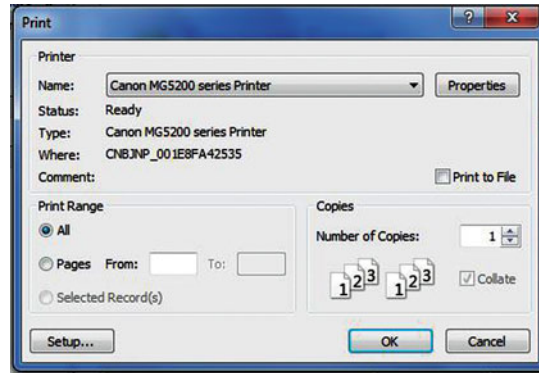 Print
Printer
Name: Canon MG5200 series Printer Properties
Status: Ready
Type: Canon MG5200 series Printer
Where: CNBJNP_001E8FA42535
Comment: Print to File
Print Range
All
Pages From: To:
Selected Record(s)
Copies
Number of Copies: 1
1 2 3 1 2 3 Collate
Setup... OK Cancel